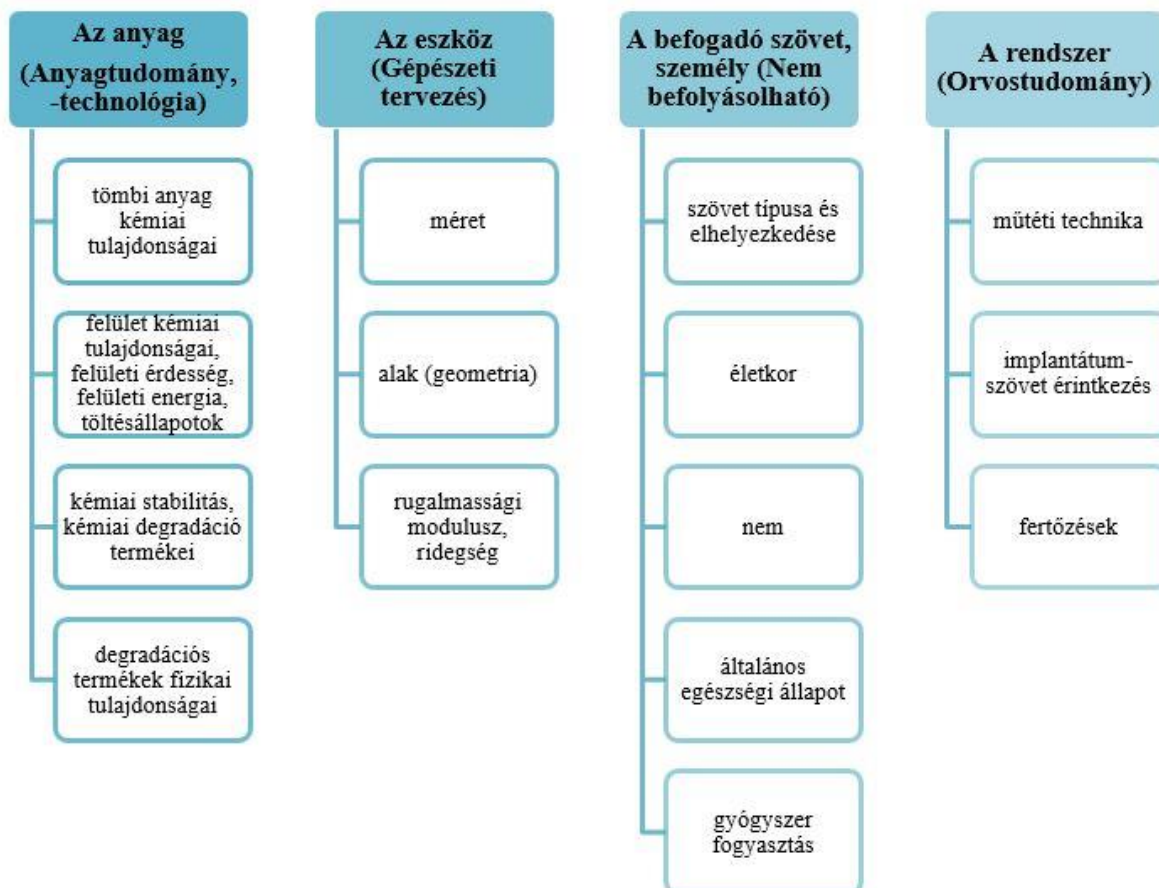 Az anyag
(Anyagtudomány,
-technológia)
tömbi anyag
kémiai
tulajdonságai
felület kémiai
tulajdonságai,
felületi érdesség,
felületi energia,
töltésállapotok
kémiai stabilitás,
kémiai degradáció
termékei
degradációs
termékek fizikai
tulajdonságai
Az eszköz
(Gépészeti
tervezés)
méret
alak (geometria)
rugalmassági
modulusz,
ridegség
A befogadó szövet,
személy (Nem
befolyásolható)
szövet típusa és
elhelyezkedése
életkor
nem
általános
egészségi állapot
gyógyszer
fogyasztás
A rendszer
(Orvostudomány)
műtéti technika
implantátum-
szövet érintkezés
fertőzések